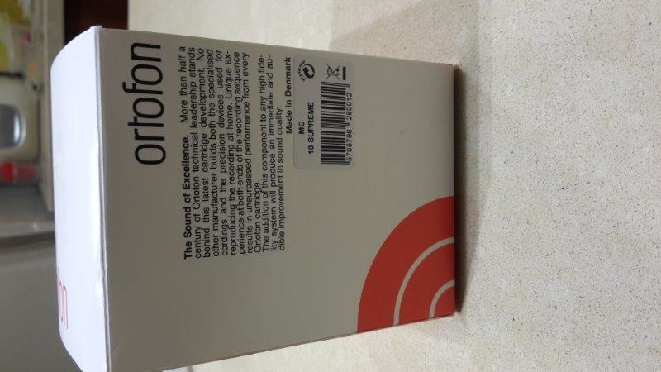 ortofon
The Sound of Excellence. More than half a
century of Ortofon technical leadership stands
behind this latest cartridge development. No
other manufacturer builds both the specialised
cordings and the precision devices used for
reproducing the recording at home. Unique ex-
perience at both ends of the recording sequence
results in unsurpassed performance from every
Ortofon cartridge.
The addition of this component to any high fide-
lity system will produce an immediate and au-
dible improvement in sound quality.
Made in Denmark
MC
10 SUPREME
on